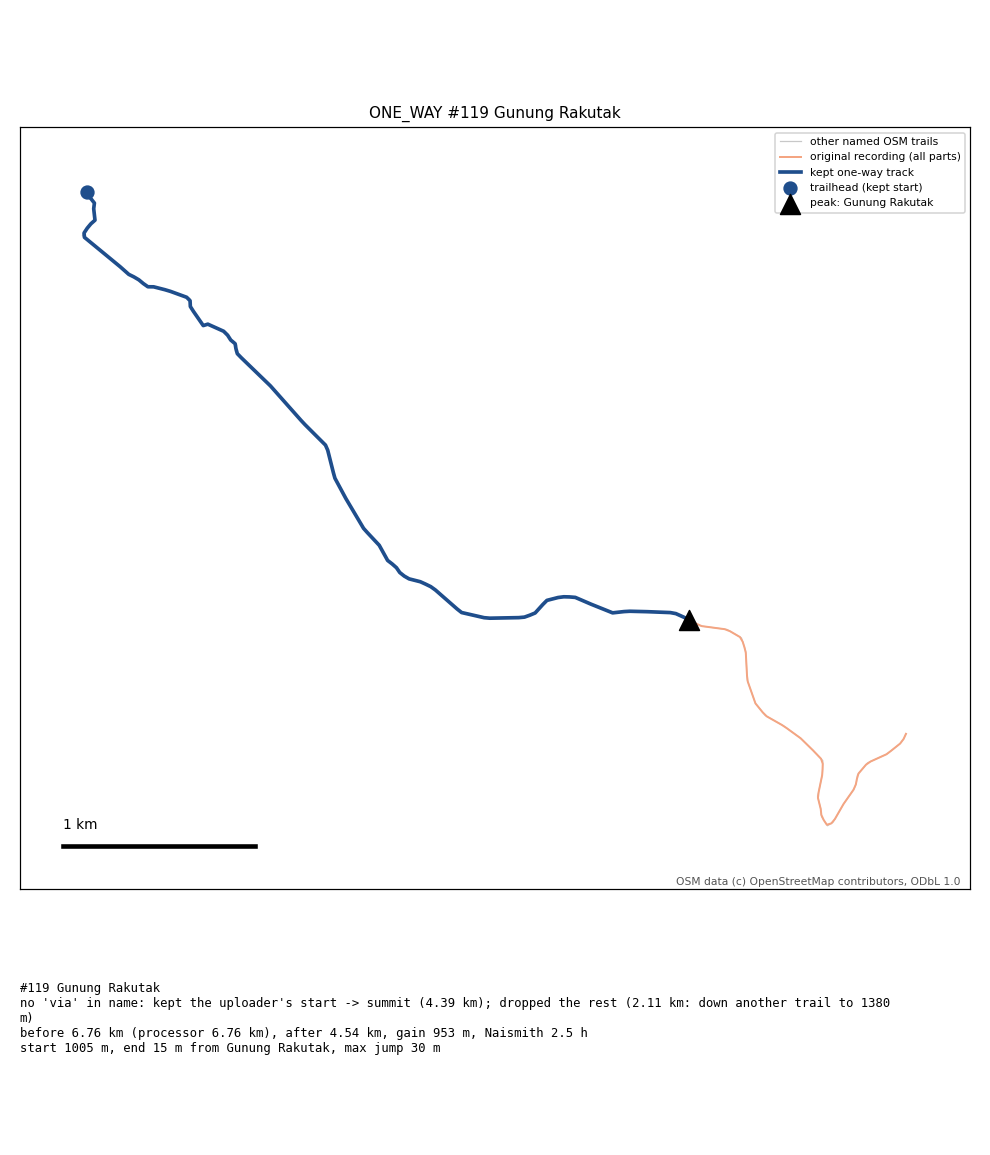 ONE_WAY #119 Gunung Rakutak
other named OSM trails
original recording (all parts)
kept one-way track
trailhead (kept start)
peak: Gunung Rakutak
1 km
OSM data (c) OpenStreetMap contributors, ODbL 1.0
#119 Gunung Rakutak
no 'via' in name: kept the uploader's start -> summit (4.39 km); dropped the rest (2.11 km: down another trail to 1380
m)
before 6.76 km (processor 6.76 km), after 4.54 km, gain 953 m, Naismith 2.5 h
start 1005 m, end 15 m from Gunung Rakutak, max jump 30 m